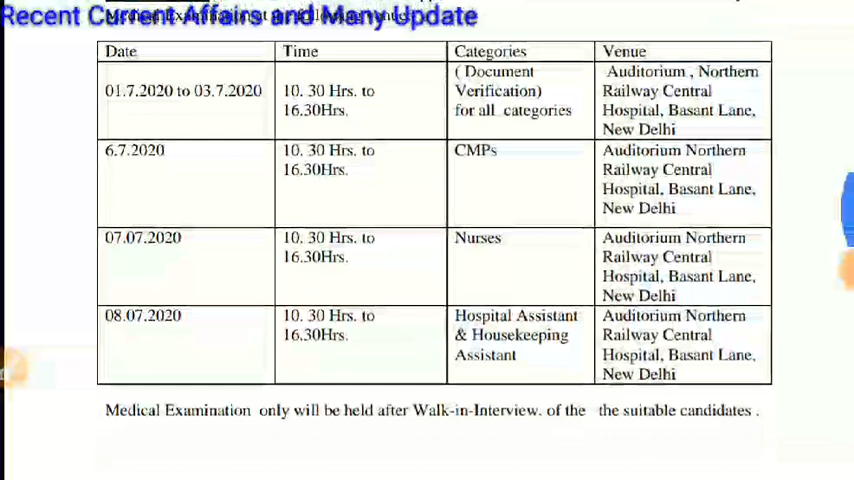 Recent Current Affairs and Many Update
Date Time Categories Venue
01.7.2020 to 03.7.2020 10. 30 Hrs. to 16.30Hrs. ( Document Verification) for all categories Auditorium , Northern Railway Central Hospital, Basant Lane, New Delhi
6.7.2020 10. 30 Hrs. to 16.30Hrs. CMPs Auditorium Northern Railway Central Hospital, Basant Lane, New Delhi
07.07.2020 10. 30 Hrs. to 16.30Hrs. Nurses Auditorium Northern Railway Central Hospital, Basant Lane, New Delhi
08.07.2020 10. 30 Hrs. to 16.30Hrs. Hospital Assistant & Housekeeping Assistant Auditorium Northern Railway Central Hospital, Basant Lane, New Delhi
Medical Examination only will be held after Walk-in-Interview. of the the suitable candidates .